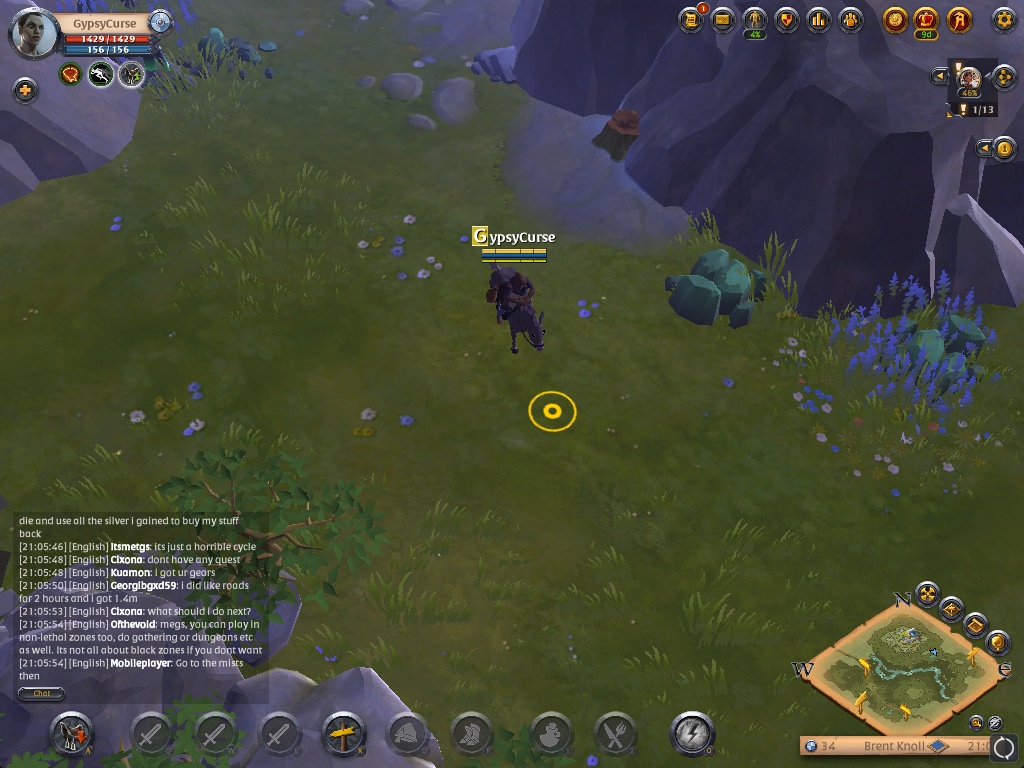 GypsyCurse
1429 / 1429
156 / 156
1
4%
9d
46%
1/13
1
GypsyCurse
die and use all the silver i gained to buy my stuff
back
[21:05:46] [English] Itsmetgs: its just a horrible cycle
[21:05:48] [English] Cixona: dont have any quest
[21:05:48] [English] Kuamon: i got ur gears
[21:05:50] [English] Georgibgxd59: i did like roads
for 2 hours and i got 1.4m
[21:05:53] [English] Cixona: what should I do next?
[21:05:54] [English] Ofthevoid: megs, you can play in
non-lethal zones too, do gathering or dungeons etc
as well. Its not all about black zones if you dont want
[21:05:54] [English] Mobileplayer: Go to the mists
then
Chat
N
W
E
A
W
R
34
Brent Knoll